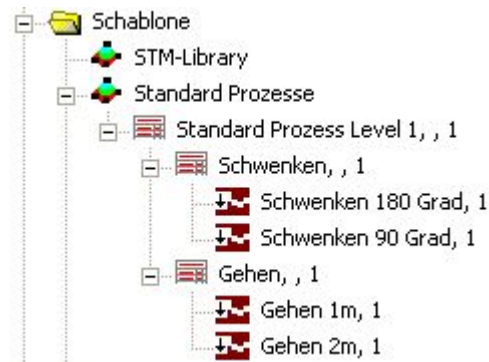 Schablone
STM-Library
Standard Prozesse
Standard Prozess Level 1, , 1
Schwenken, , 1
Schwenken 180 Grad, 1
Schwenken 90 Grad, 1
Gehen, , 1
Gehen 1m, 1
Gehen 2m, 1